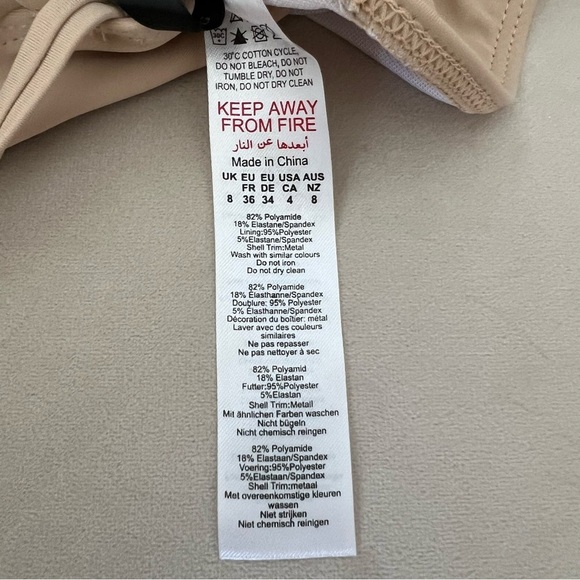 30°C COTTON CYCLE,
DO NOT BLEACH, DO NOT
TUMBLE DRY, DO NOT
IRON, DO NOT DRY CLEAN
KEEP AWAY
FROM FIRE
أبعدها عن النار
Made in China
UK EU EU USA AUS
FR DE CA NZ
8 36 34 4 8
82% Polyamide
18% Elastane/Spandex
Lining:95%Polyester
5%Elastane/Spandex
Shell Trim:Metal
Wash with similar colours
Do not iron
Do not dry clean
82% Polyamide
18% Élasthanne/Spandex
Doublure: 95% Polyester
5% Élasthanne/Spandex
Décoration du boîtier: métal
Laver avec des couleurs
similaires
Ne pas repasser
Ne pas nettoyer à sec
82% Polyamid
18% Elastan
Futter:95%Polyester
5%Elastan
Shell Trim:Metall
Mit ähnlichen Farben waschen
Nicht bügeln
Nicht chemisch reingen
82% Polyamide
18% Elastaan/Spandex
Voering:95%Polyester
5%Elastaan/Spandex
Shell Trim:metaal
Met overeenkomstige kleuren
wassen
Niet strijken
Niet chemisch reinigen